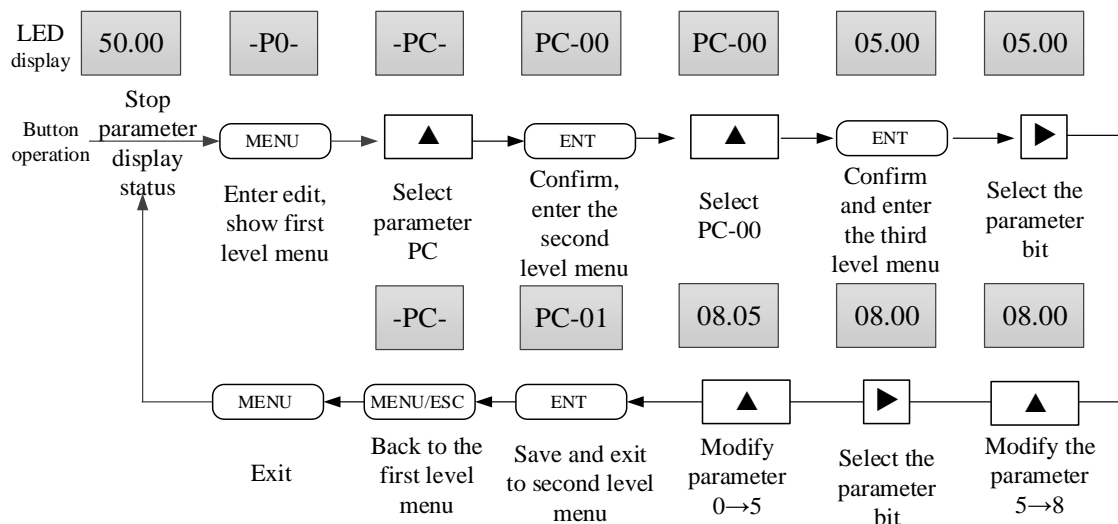 LED
display
50.00
-P0-
-PC-
PC-00
PC-00
05.00
05.00
Stop
parameter
display
status
Button
operation
MENU
▲
ENT
▲
ENT
▶
Enter edit,
show first
level menu
Select
parameter
PC
Confirm,
enter the
second
level menu
Select
PC-00
Confirm
and enter
the third
level menu
Select the
parameter
bit
-PC-
PC-01
08.05
08.00
08.00
MENU
MENU/ESC
ENT
▲
▶
▲
Exit
Back to the
first level
menu
Save and exit
to second level
menu
Modify
parameter
0→5
Select the
parameter
bit
Modify the
parameter
5→8